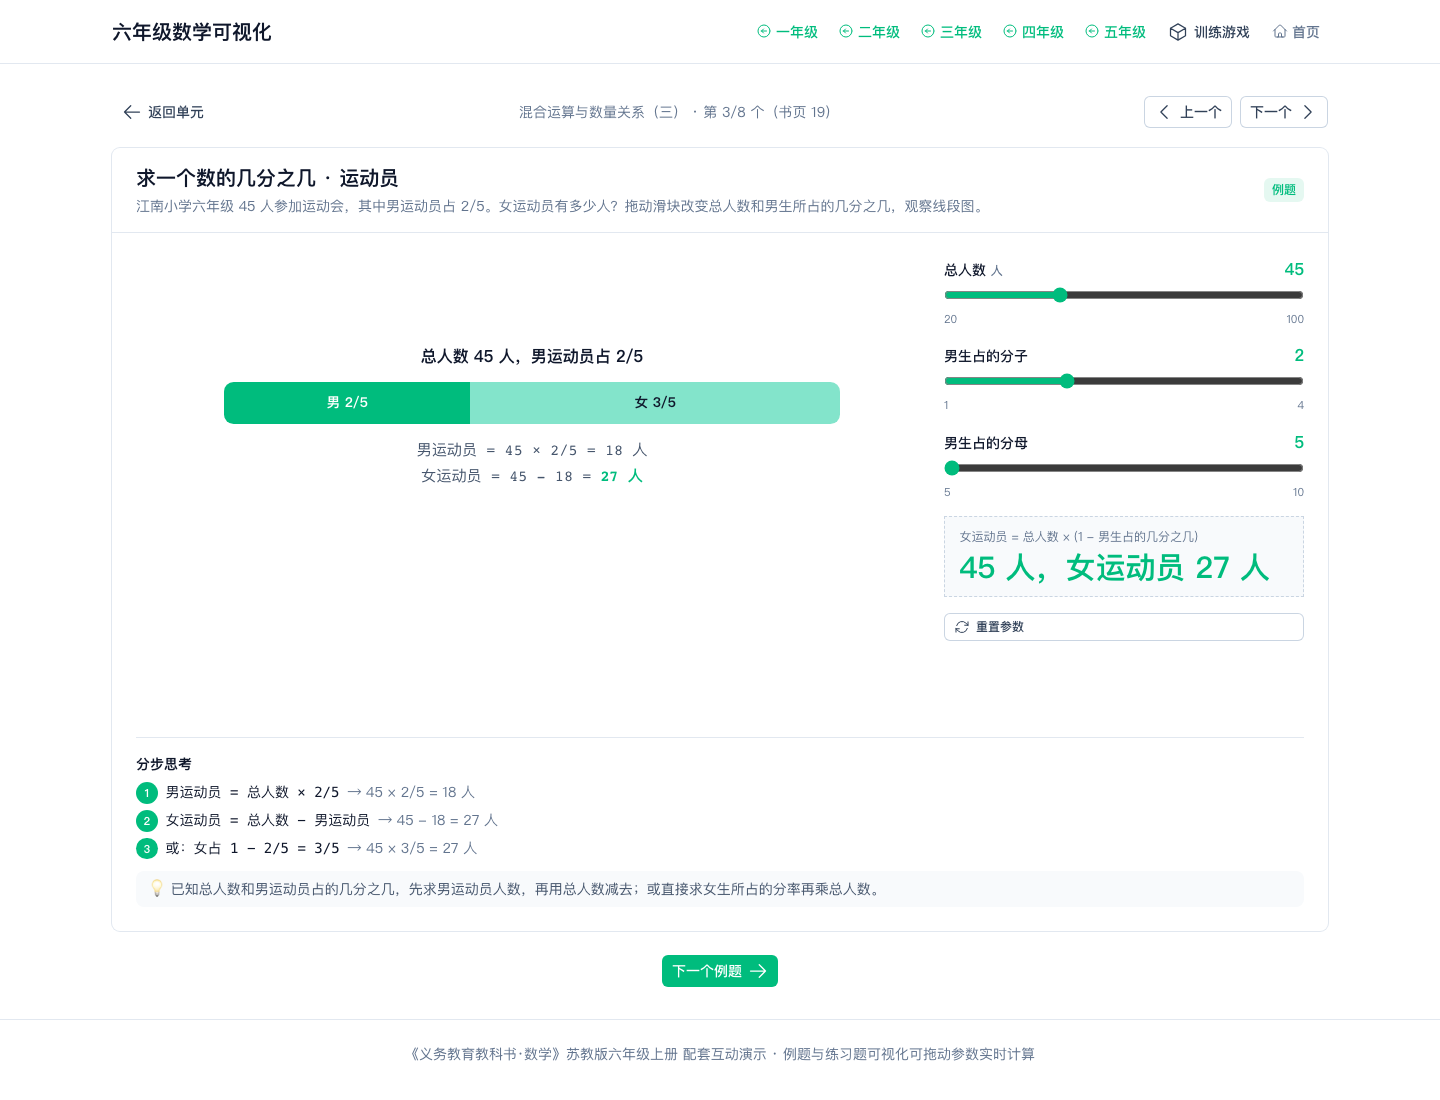 六年级数学可视化
一年级 二年级 三年级 四年级 五年级 训练游戏 首页
返回单元
混合运算与数量关系（三） · 第 3/8 个（书页 19）
上一个 下一个
求一个数的几分之几 · 运动员
江南小学六年级 45 人参加运动会，其中男运动员占 2/5。女运动员有多少人？拖动滑块改变总人数和男生所占的几分之几，观察线段图。
例题
总人数 45 人，男运动员占 2/5
男 2/5 女 3/5
男运动员 = 45 × 2/5 = 18 人
女运动员 = 45 − 18 = 27 人
总人数 人 45
20 100
男生占的分子 2
1 4
男生占的分母 5
5 10
女运动员 = 总人数 × (1 − 男生占的几分之几)
45 人，女运动员 27 人
重置参数
分步思考
1 男运动员 = 总人数 × 2/5 → 45 × 2/5 = 18 人
2 女运动员 = 总人数 − 男运动员 → 45 − 18 = 27 人
3 或：女占 1 − 2/5 = 3/5 → 45 × 3/5 = 27 人
💡 已知总人数和男运动员占的几分之几，先求男运动员人数，再用总人数减去；或直接求女生所占的分率再乘总人数。
下一个例题 →
《义务教育教科书·数学》苏教版六年级上册 配套互动演示 · 例题与练习题可视化可拖动参数实时计算